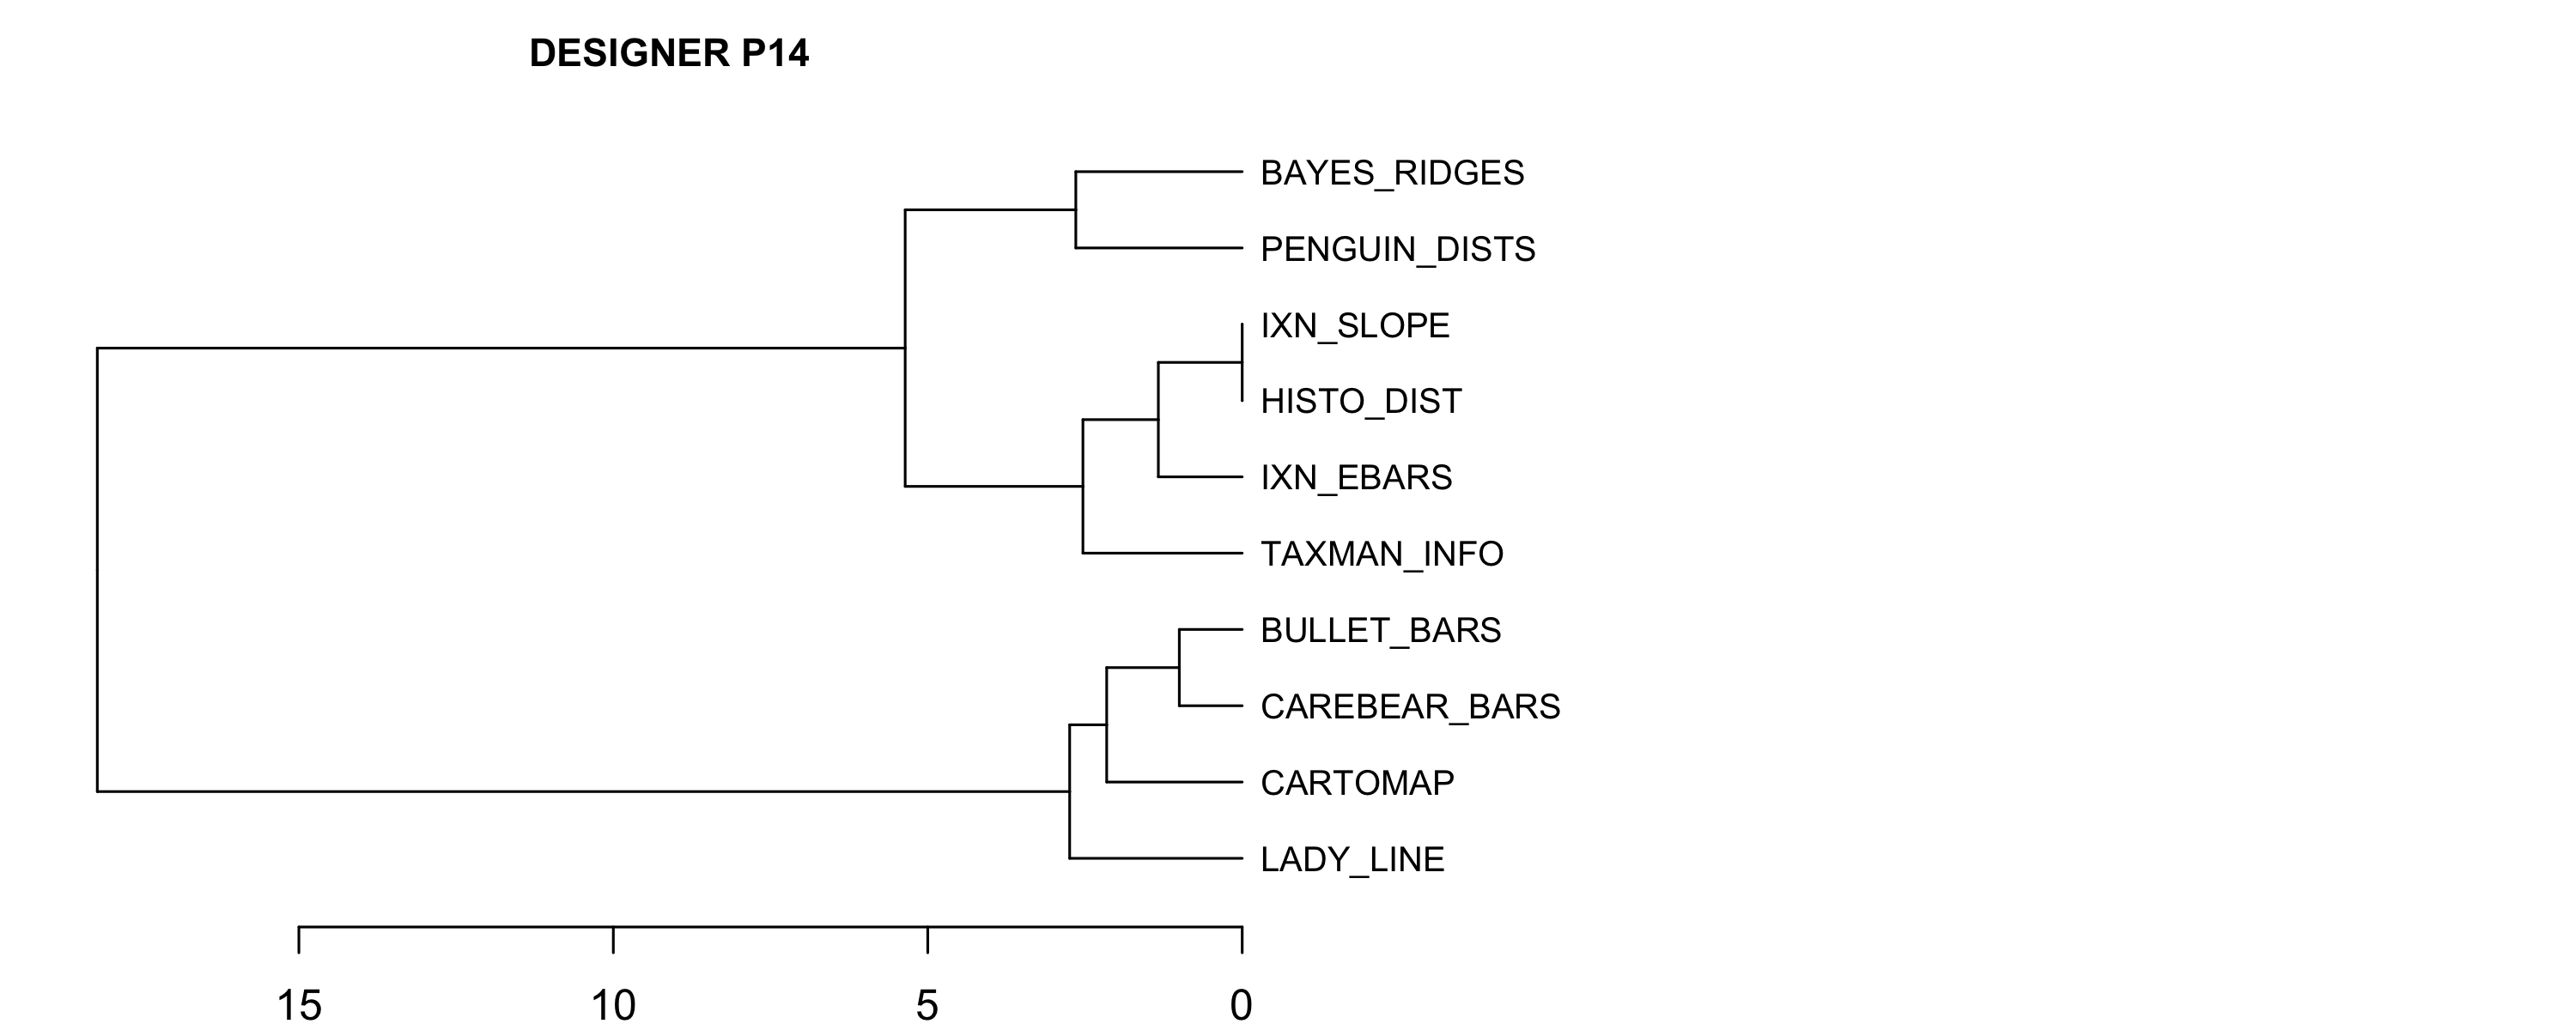 DESIGNER P14
BAYES_RIDGES
PENGUIN_DISTS
IXN_SLOPE
HISTO_DIST
IXN_EBARS
TAXMAN_INFO
BULLET_BARS
CAREBEAR_BARS
CARTOMAP
LADY_LINE
15 10 5 0